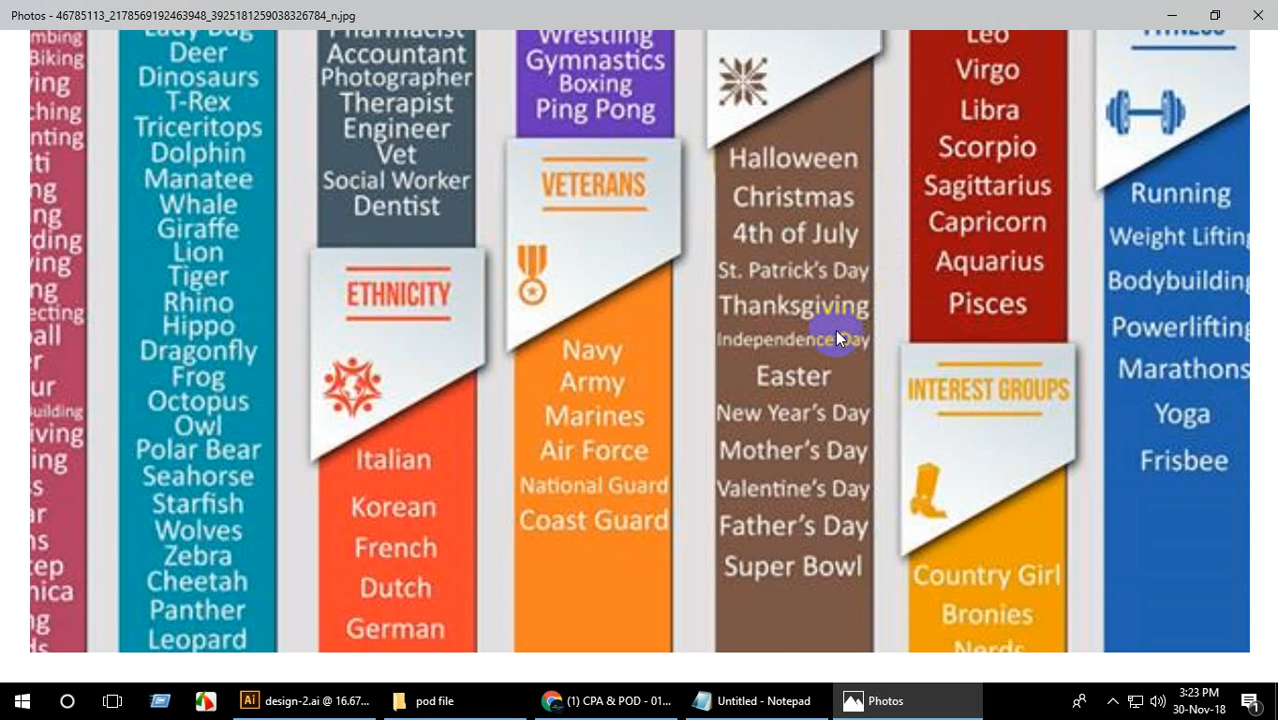 Photos - 46785113_2178569192463948_3925181259038326784_n.jpg
Biking
Lady Bug
Deer
Dinosaurs
T-Rex
Triceritops
Dolphin
Manatee
Whale
Giraffe
Lion
Tiger
Rhino
Hippo
Dragonfly
Frog
Octopus
Owl
Polar Bear
Seahorse
Starfish
Wolves
Zebra
Cheetah
Panther
Leopard
Pharmacist
Accountant
Photographer
Therapist
Engineer
Vet
Social Worker
Dentist
ETHNICITY
Italian
Korean
French
Dutch
German
Wrestling
Gymnastics
Boxing
Ping Pong
VETERANS
Navy
Army
Marines
Air Force
National Guard
Coast Guard
Halloween
Christmas
4th of July
St. Patrick's Day
Thanksgiving
Independence Day
Easter
New Year's Day
Mother's Day
Valentine's Day
Father's Day
Super Bowl
Leo
Virgo
Libra
Scorpio
Sagittarius
Capricorn
Aquarius
Pisces
INTEREST GROUPS
Country Girl
Bronies
Nerds
FITNESS
Running
Weight Lifting
Bodybuilding
Powerlifting
Marathons
Yoga
Frisbee
design-2.ai @ 16.67...
pod file
(1) CPA & POD - 01...
Untitled - Notepad
Photos
3:23 PM
30-Nov-18